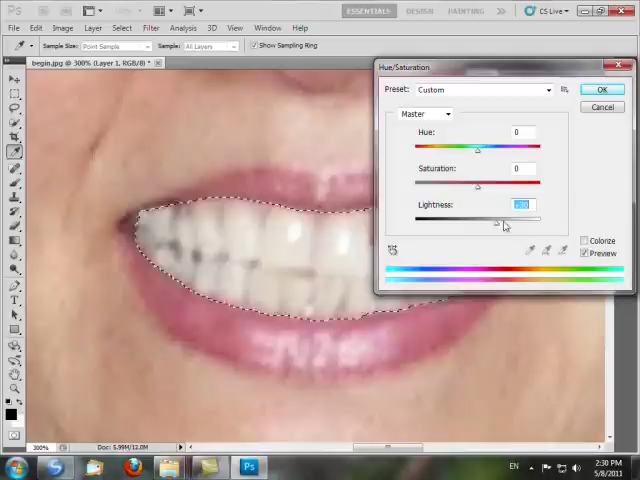 Ps
ESSENTIALS
DESIGN
PAINTING
CS Live
File Edit Image Layer Select Filter Analysis 3D View Window Help
Sample Size: Point Sample Sample: All Layers Show Sampling Ring
begin.jpg @ 300% (Layer 1, RGB/8) *
Hue/Saturation
Preset: Custom
OK
Cancel
Master
Hue: 0
Saturation: 0
Lightness:
Colorize
Preview
300% Doc: 5.99M/12.0M
Ps
EN
2:30 PM
5/8/2011